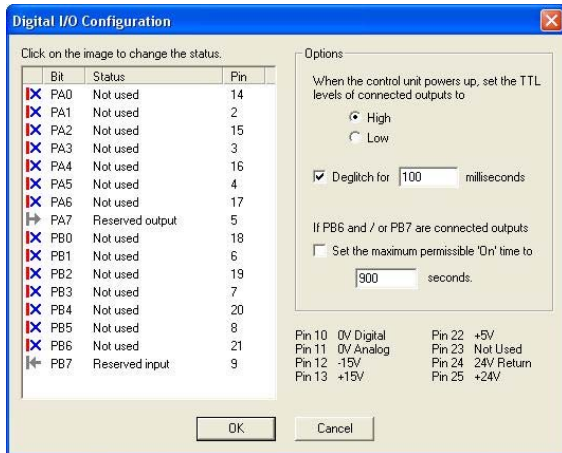 Digital I/O Configuration
Click on the image to change the status.
Bit Status Pin
PA0 Not used 14
PA1 Not used 2
PA2 Not used 15
PA3 Not used 3
PA4 Not used 16
PA5 Not used 4
PA6 Not used 17
PA7 Reserved output 5
PB0 Not used 18
PB1 Not used 6
PB2 Not used 19
PB3 Not used 7
PB4 Not used 20
PB5 Not used 8
PB6 Not used 21
PB7 Reserved input 9
Options
When the control unit powers up, set the TTL
levels of connected outputs to
High
Low
Deglitch for 100 milliseconds
If PB6 and / or PB7 are connected outputs
Set the maximum permissible 'On' time to
900 seconds.
Pin 10 0V Digital Pin 22 +5V
Pin 11 0V Analog Pin 23 Not Used
Pin 12 -15V Pin 24 24V Return
Pin 13 +15V Pin 25 +24V
OK Cancel